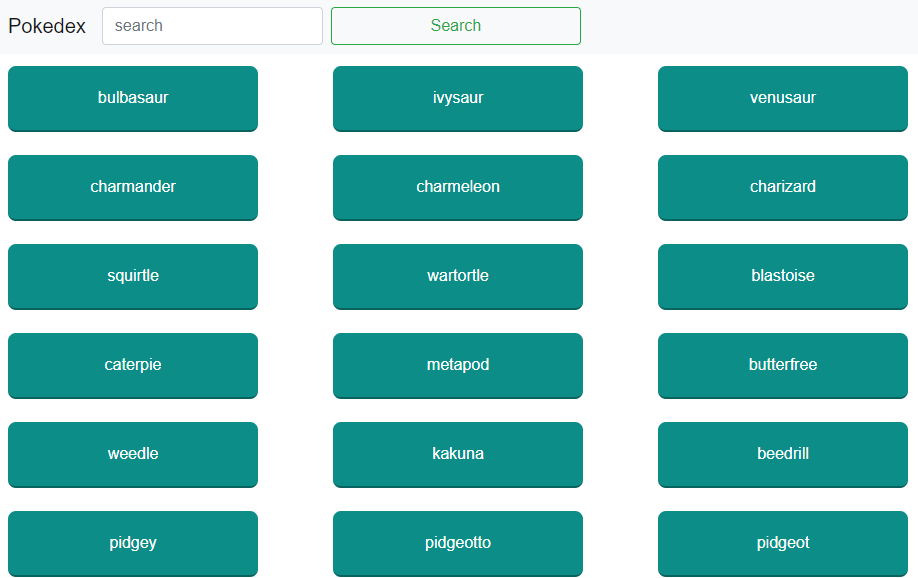 Pokedex search Search
bulbasaur ivysaur venusaur
charmander charmeleon charizard
squirtle wartortle blastoise
caterpie metapod butterfree
weedle kakuna beedrill
pidgey pidgeotto pidgeot